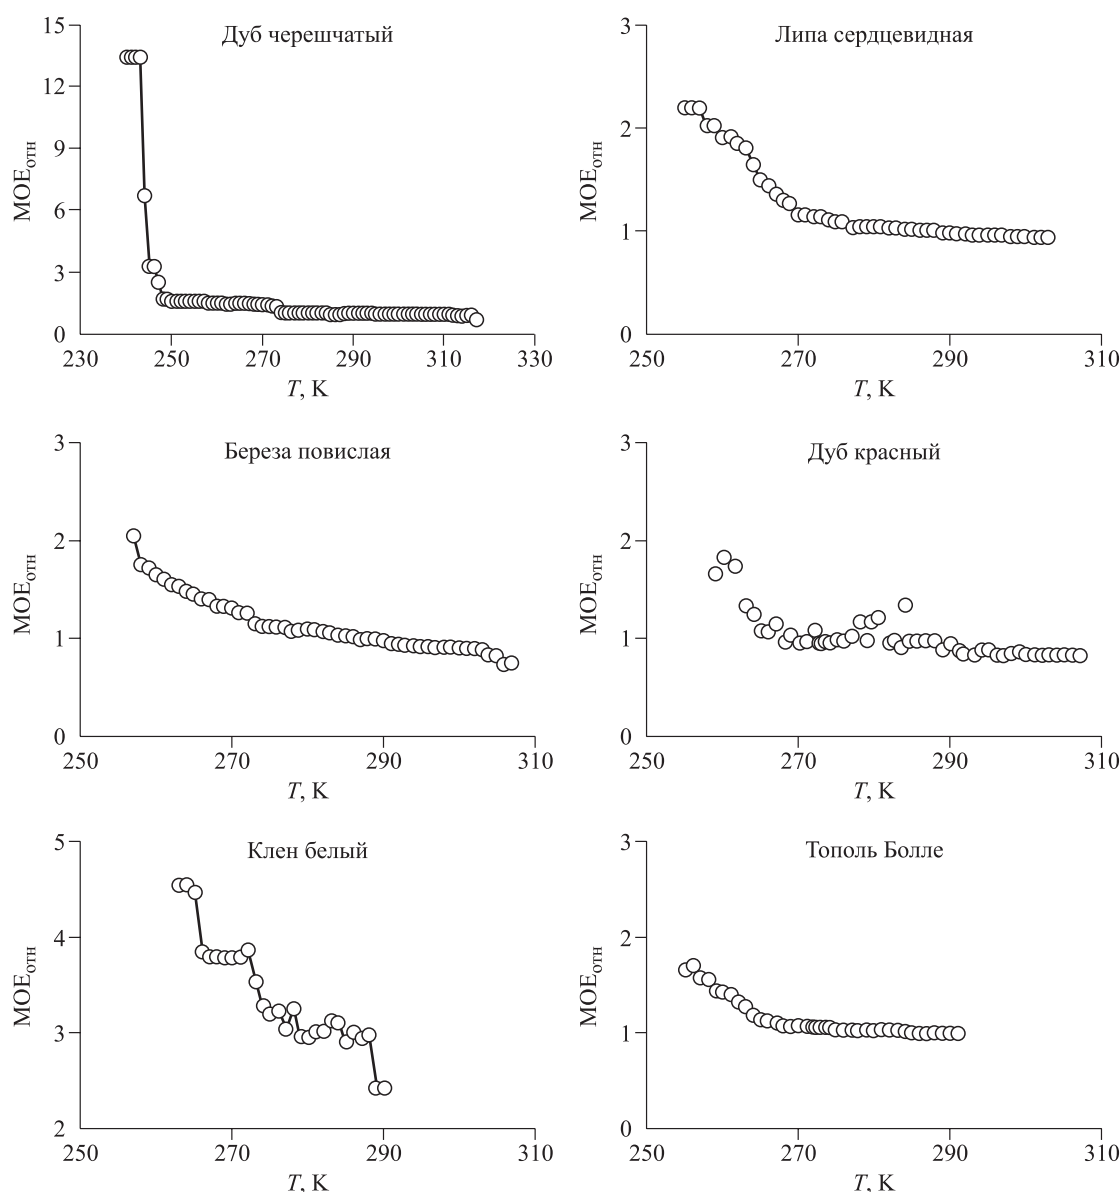 Дуб черешчатый
15
12
9
6
3
0
MOEотн
230 250 270 290 310 330
T, K
Липа сердцевидная
3
2
1
0
MOEотн
250 270 290 310
T, K
Береза повислая
3
2
1
0
MOEотн
250 270 290 310
T, K
Дуб красный
3
2
1
0
MOEотн
250 270 290 310
T, K
Клен белый
5
4
3
2
MOEотн
250 270 290 310
T, K
Тополь Болле
3
2
1
0
MOEотн
250 270 290 310
T, K